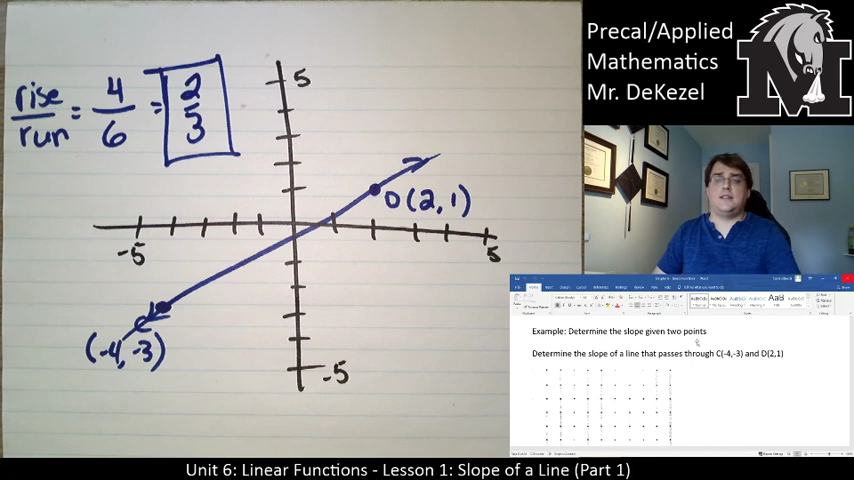 rise
run
=
4
6
=
2
3
5
D(2,1)
-5
5
C
(-4,-3)
-5
Precal/Applied
Mathematics
Mr. DeKezel
M
Example: Determine the slope given two points
Determine the slope of a line that passes through C(-4,-3) and D(2,1)
Unit 6: Linear Functions - Lesson 1: Slope of a Line (Part 1)